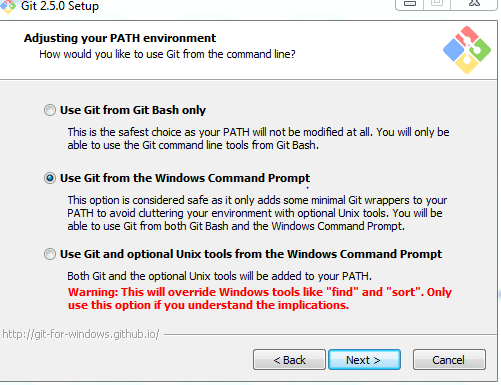 Git 2.5.0 Setup
Adjusting your PATH environment
How would you like to use Git from the command line?
Use Git from Git Bash only
This is the safest choice as your PATH will not be modified at all. You will only be
able to use the Git command line tools from Git Bash.
Use Git from the Windows Command Prompt
This option is considered safe as it only adds some minimal Git wrappers to your
PATH to avoid cluttering your environment with optional Unix tools. You will be
able to use Git from both Git Bash and the Windows Command Prompt.
Use Git and optional Unix tools from the Windows Command Prompt
Both Git and the optional Unix tools will be added to your PATH.
Warning: This will override Windows tools like "find" and "sort". Only
use this option if you understand the implications.
http://git-for-windows.github.io/
< Back
Next >
Cancel